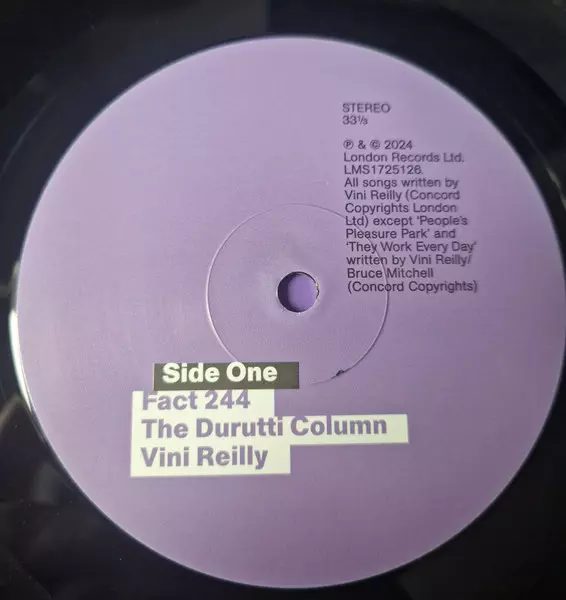 STEREO
33⅓
℗ & © 2024
London Records Ltd.
LMS1725126.
All songs written by
Vini Reilly (Concord
Copyrights London
Ltd) except 'People's
Pleasure Park' and
'They Work Every Day'
written by Vini Reilly/
Bruce Mitchell
(Concord Copyrights)
Side One
Fact 244
The Durutti Column
Vini Reilly